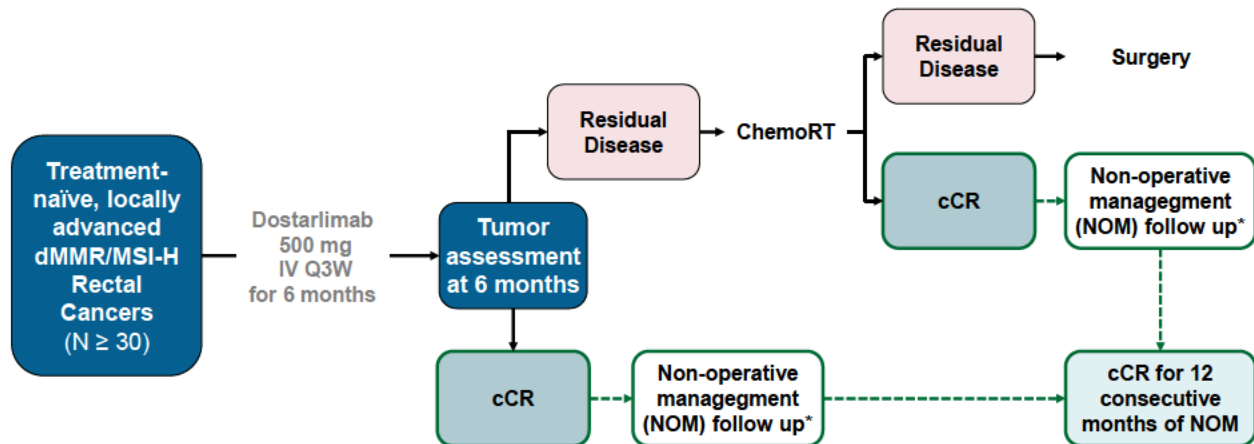 Treatment-
naïve, locally
advanced
dMMR/MSI-H
Rectal
Cancers
(N ≥ 30)
Dostarlimab
500 mg
IV Q3W
for 6 months
Tumor
assessment
at 6 months
Residual
Disease
ChemoRT
Residual
Disease
Surgery
cCR
Non-operative
managegment
(NOM) follow up*
cCR
Non-operative
managegment
(NOM) follow up*
cCR for 12
consecutive
months of NOM